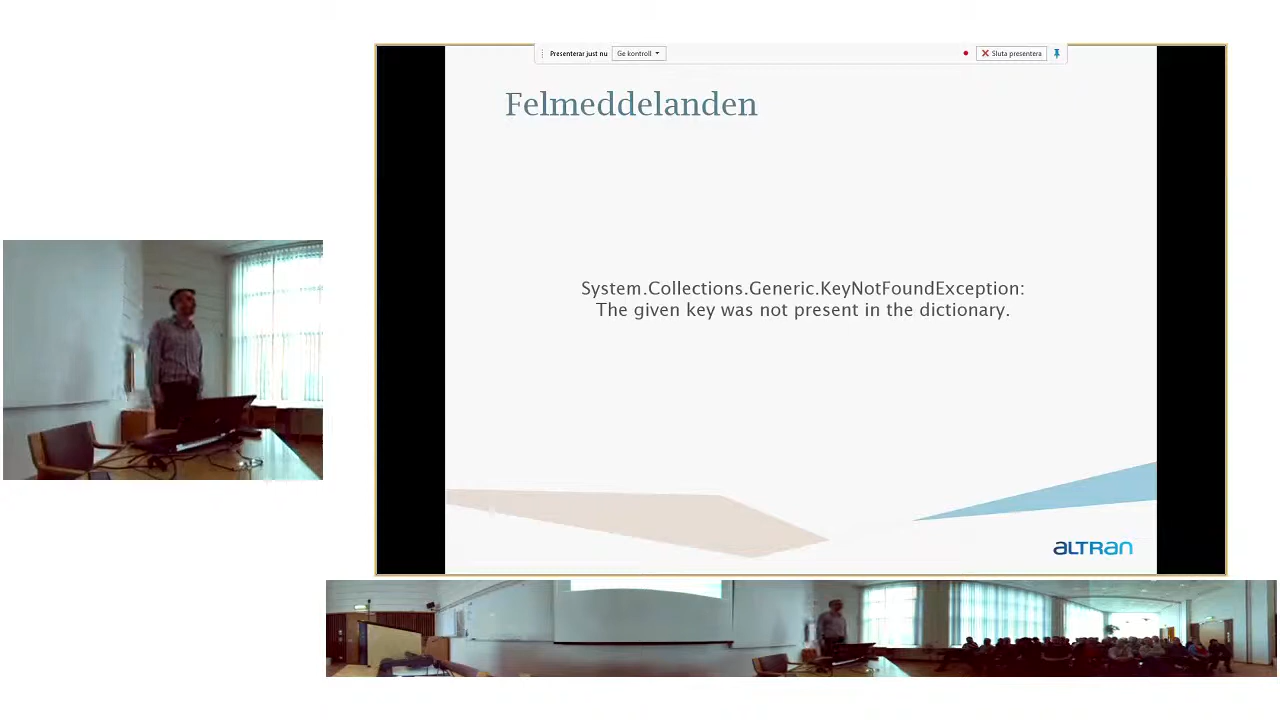 Presenterar just nu
Ge kontroll
Sluta presentera
Felmeddelanden
System.Collections.Generic.KeyNotFoundException:
The given key was not present in the dictionary.
ALTRAN